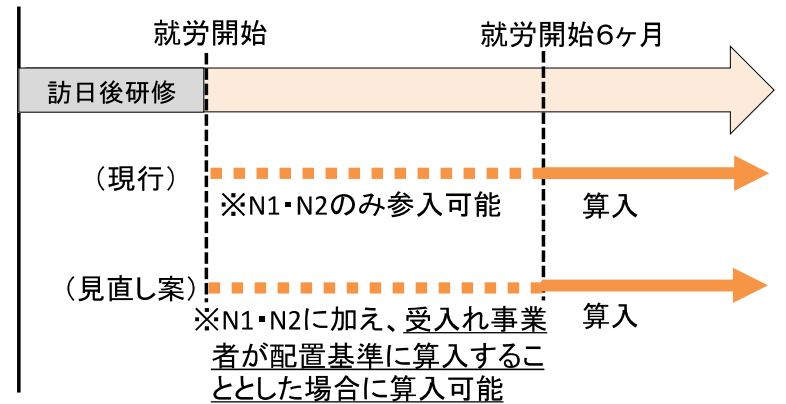 就労開始
就労開始6ヶ月
訪日後研修
（現行）
※N1・N2のみ参入可能
算入
（見直し案）
※N1・N2に加え、受入れ事業
者が配置基準に算入するこ
ととした場合に算入可能
算入